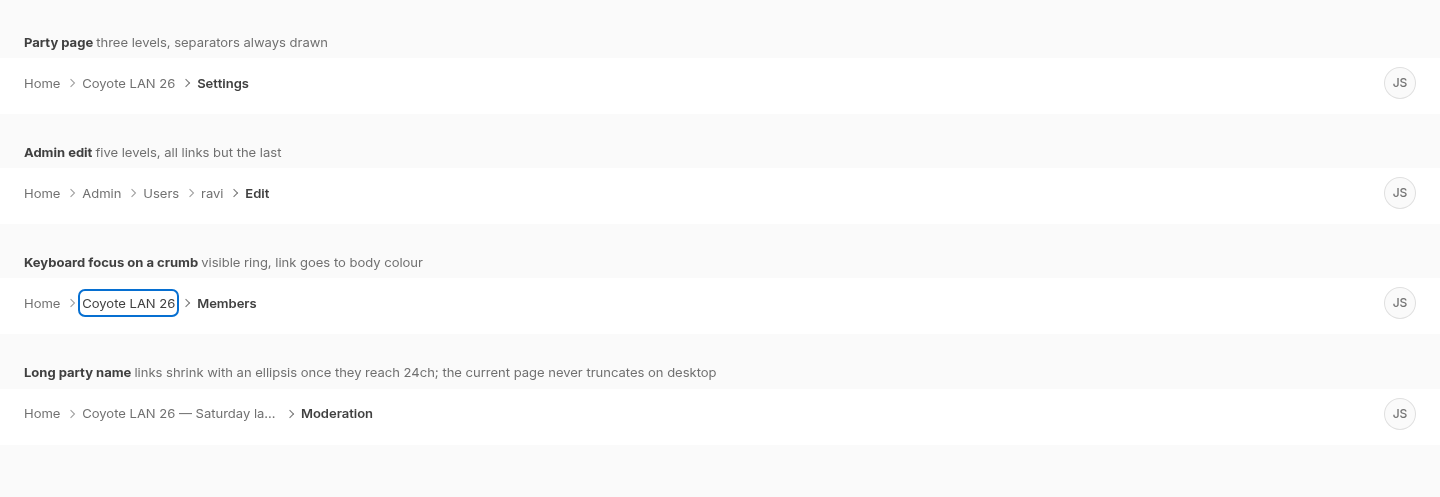 Party page three levels, separators always drawn
Home > Coyote LAN 26 > Settings JS
Admin edit five levels, all links but the last
Home > Admin > Users > ravi > Edit JS
Keyboard focus on a crumb visible ring, link goes to body colour
Home > Coyote LAN 26 > Members JS
Long party name links shrink with an ellipsis once they reach 24ch; the current page never truncates on desktop
Home > Coyote LAN 26 — Saturday la... > Moderation JS